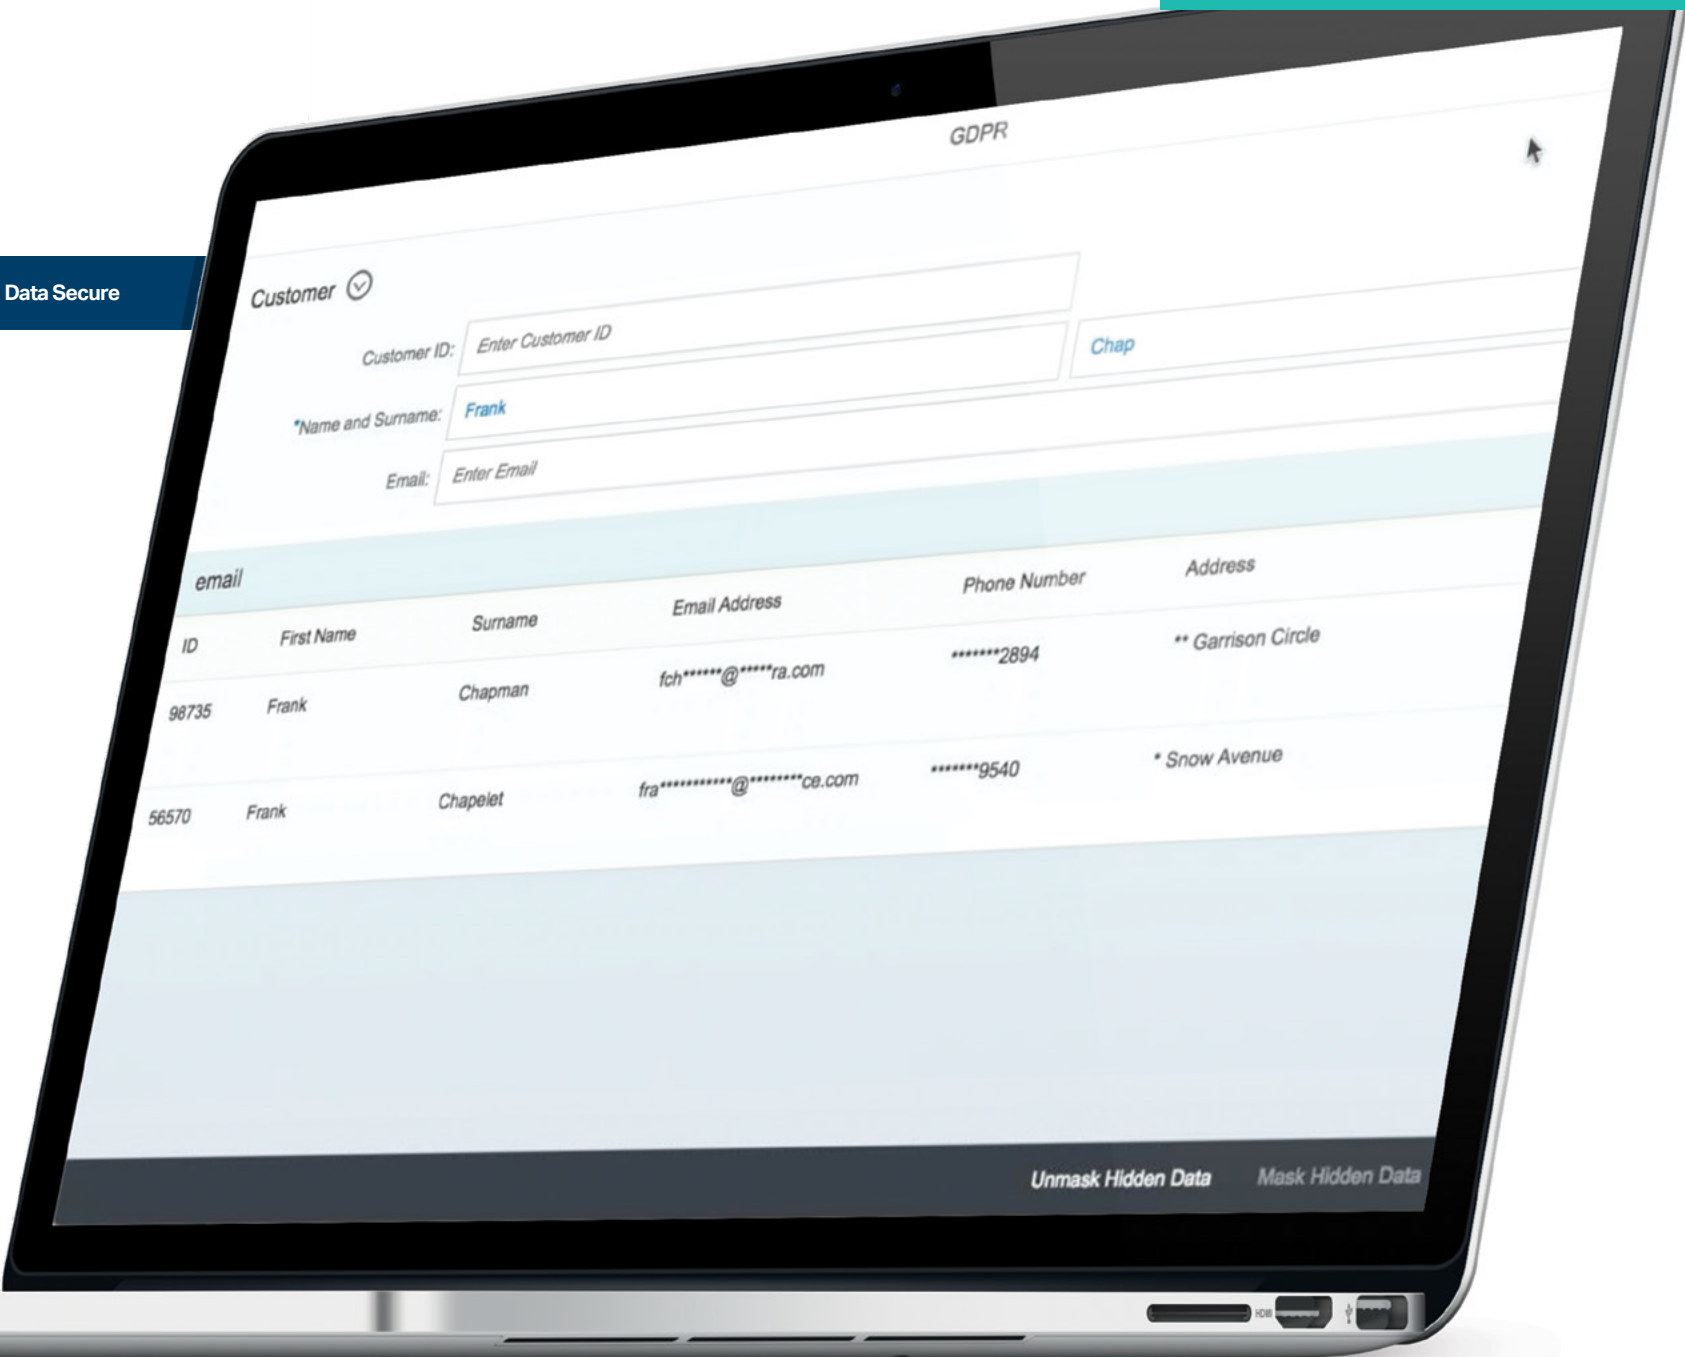 GDPR
Data Secure
Customer
Customer ID: Enter Customer ID
*Name and Surname: Frank Chap
Email: Enter Email
email
ID First Name Surname Email Address Phone Number Address
98735 Frank Chapman fch******@*****ra.com *******2894 ** Garrison Circle
56570 Frank Chapelet fra***********@********ce.com *******9540 * Snow Avenue
Unmask Hidden Data Mask Hidden Data
HDMI